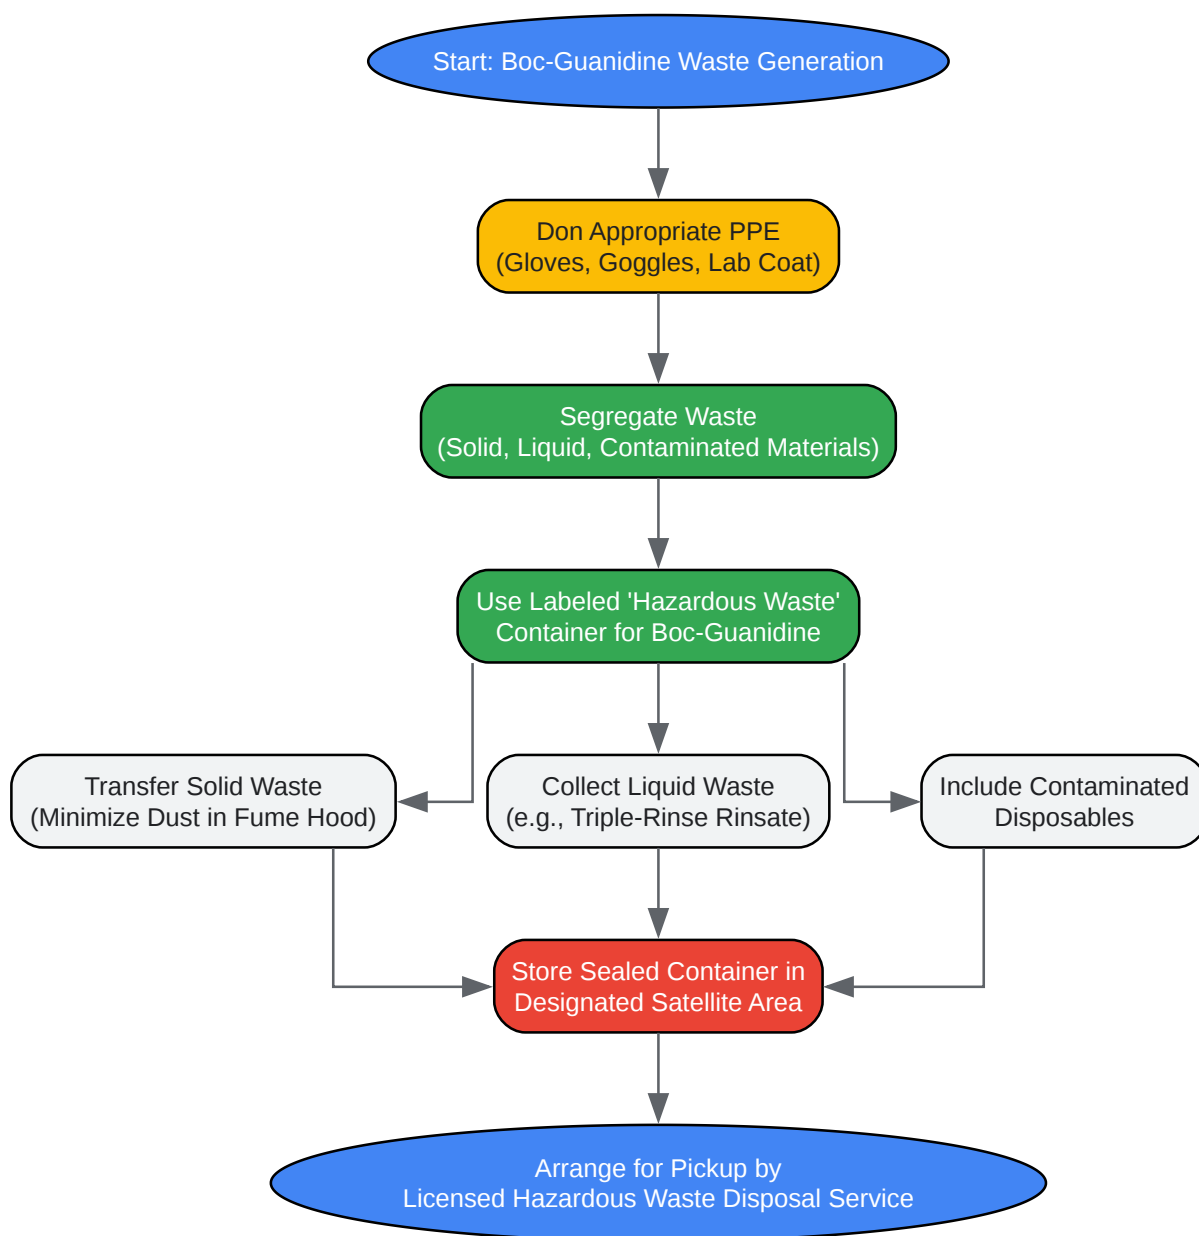 Start: Boc-Guanidine Waste Generation
Don Appropriate PPE
(Gloves, Goggles, Lab Coat)
Segregate Waste
(Solid, Liquid, Contaminated Materials)
Use Labeled 'Hazardous Waste'
Container for Boc-Guanidine
Transfer Solid Waste
(Minimize Dust in Fume Hood)
Collect Liquid Waste
(e.g., Triple-Rinse Rinsate)
Include Contaminated
Disposables
Store Sealed Container in
Designated Satellite Area
Arrange for Pickup by
Licensed Hazardous Waste Disposal Service